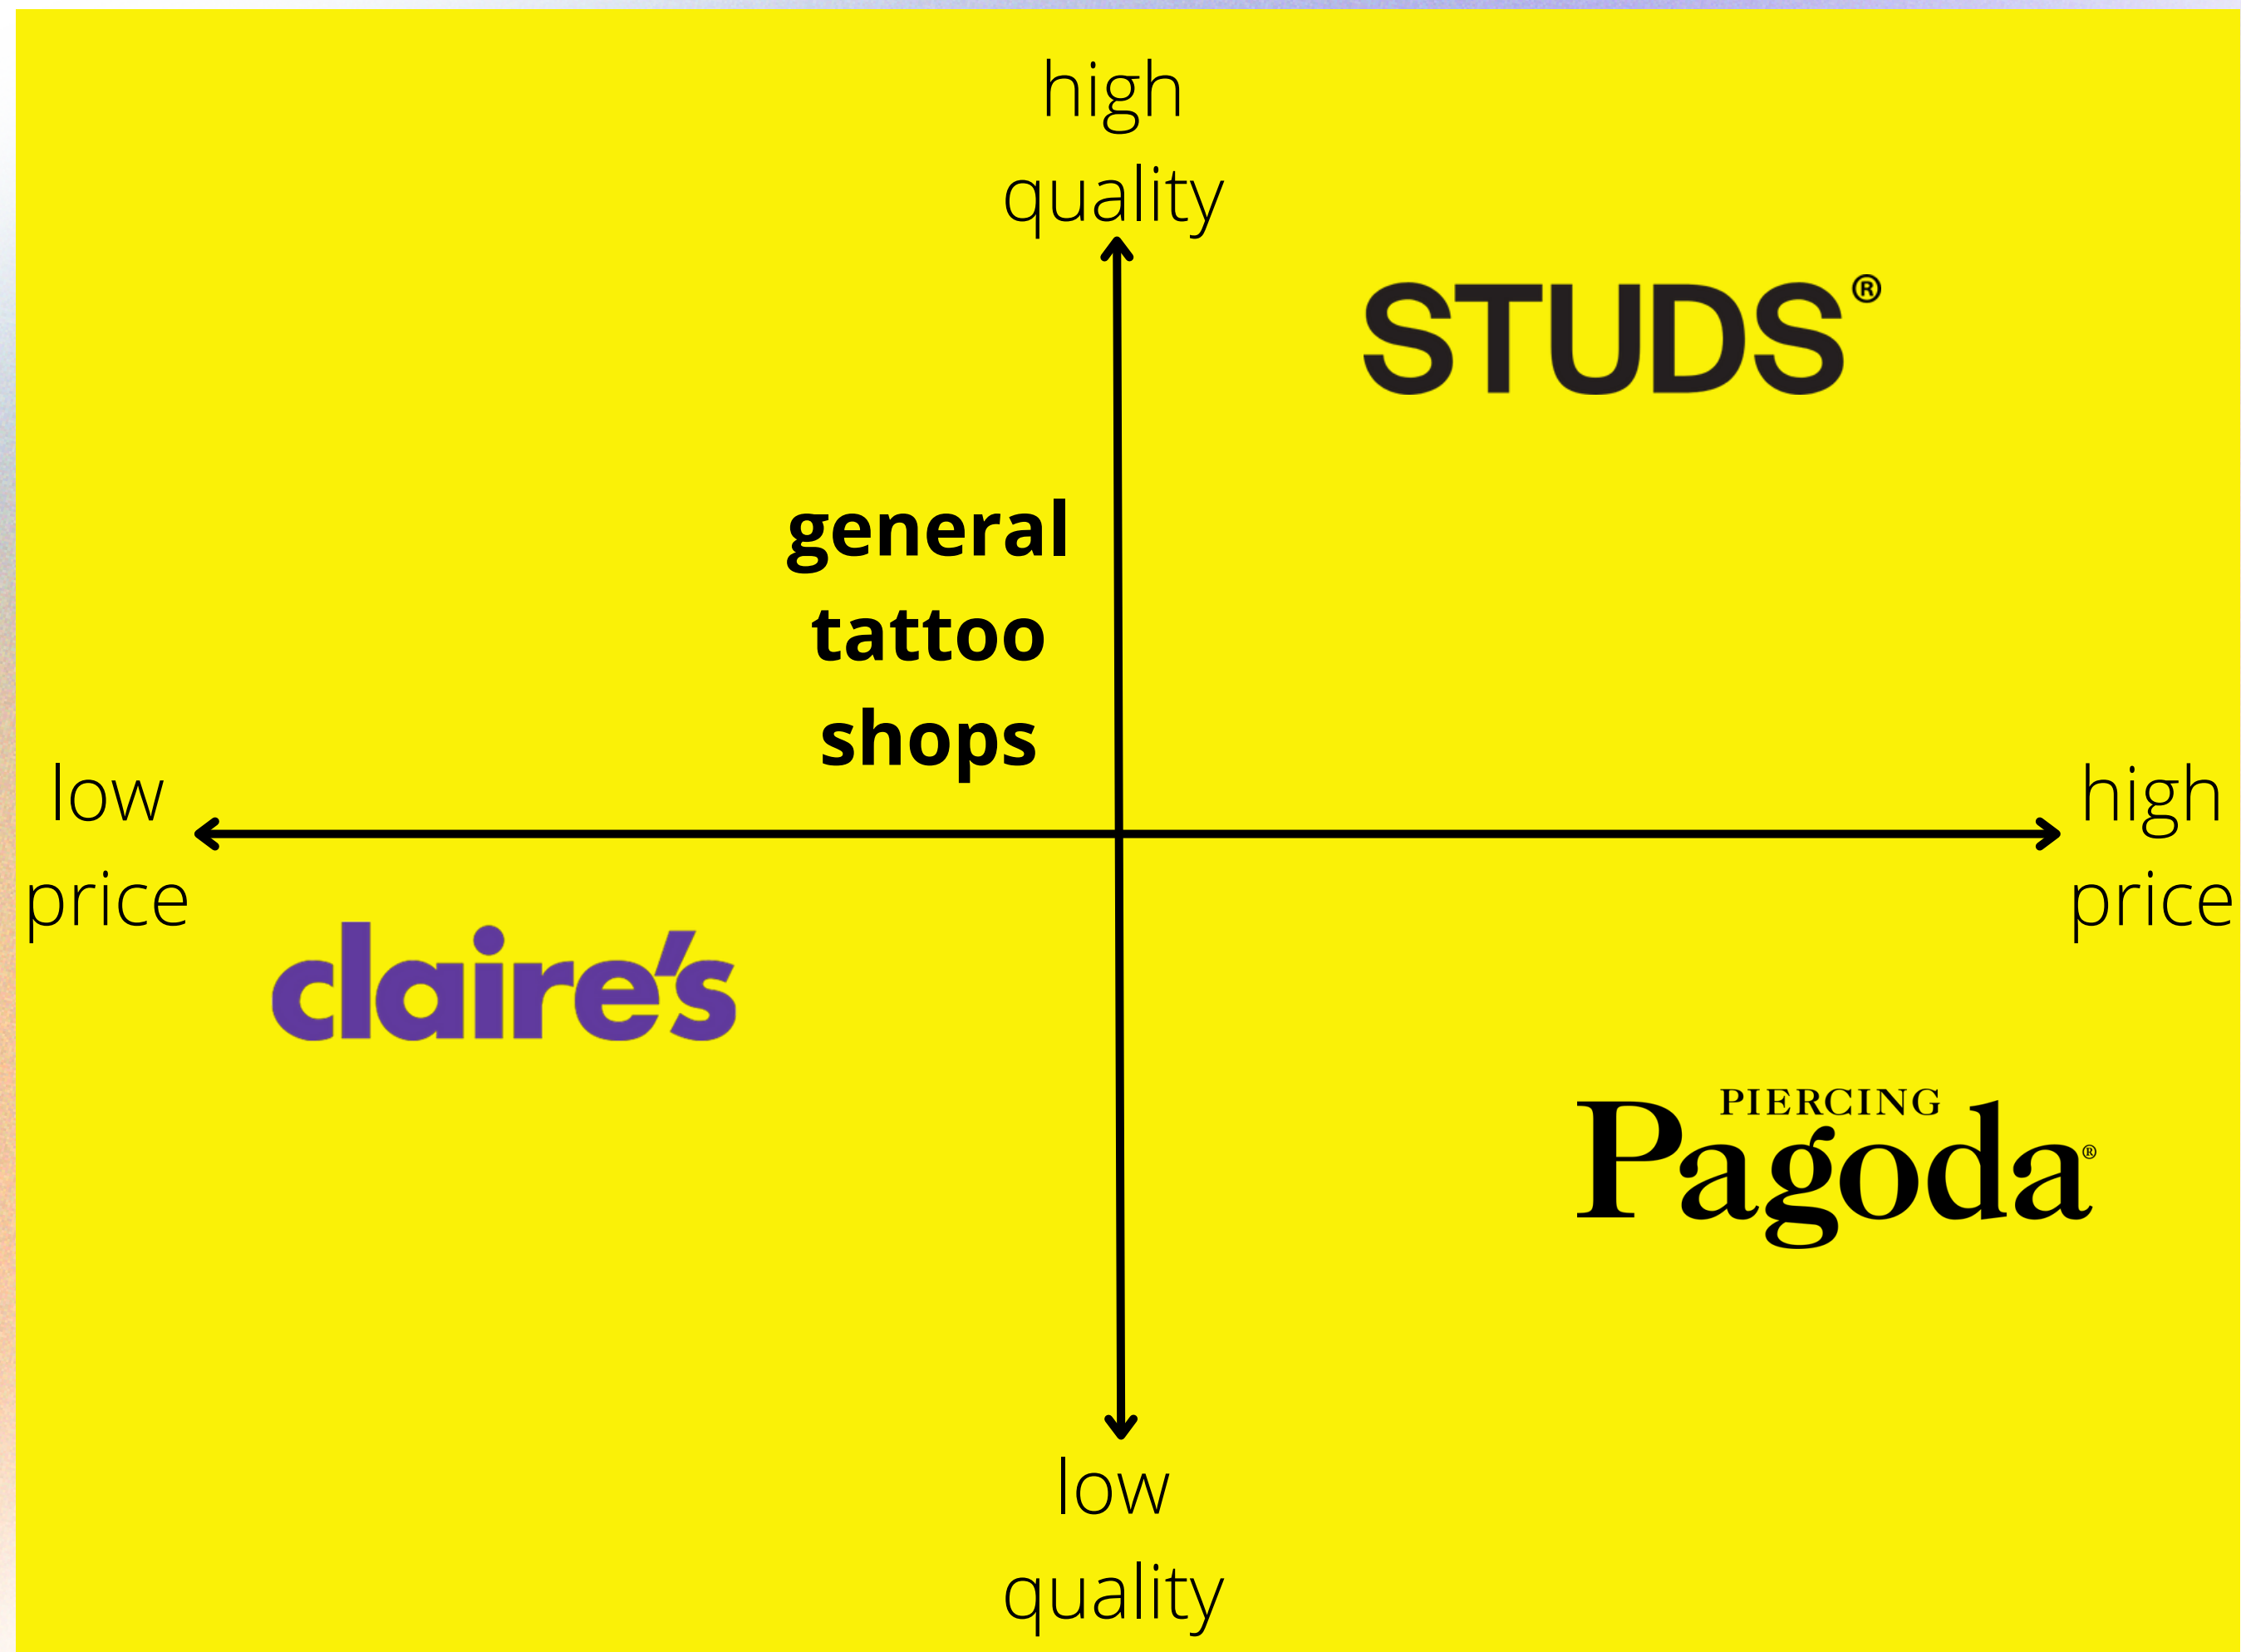 high
quality
STUDS®
general
tattoo
shops
low
price
high
price
claire's
PIERCING
Pagoda®
low
quality